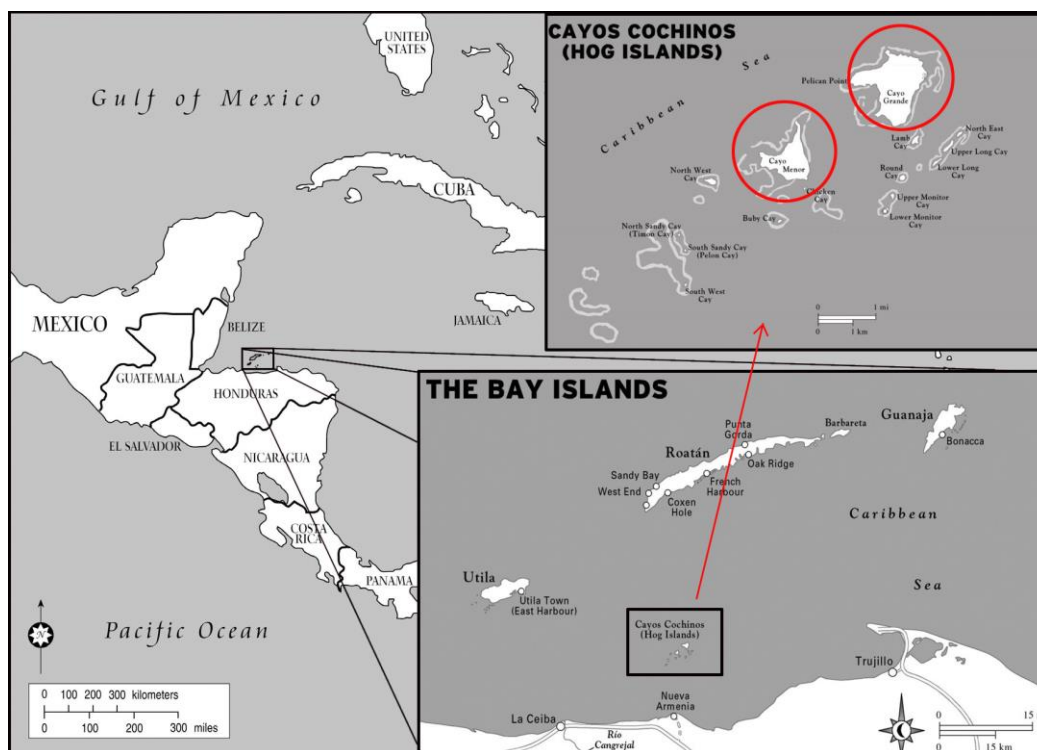 Gulf of Mexico
UNITED
STATES
CUBA
JAMAICA
MEXICO
BELIZE
GUATEMALA
HONDURAS
EL SALVADOR
NICARAGUA
COSTA
RICA
PANAMA
Pacific Ocean
N
0 100 200 300 kilometers
0 100 200 300 miles
CAYOS COCHINOS
(HOG ISLANDS)
Caribbean
Sea
Pelican Point
Cayo
Grande
Lamb
Cay
North East
Cay
Upper Long Cay
Lower Long
Cay
Round
Cay
Cayo
Menor
North West
Cay
Chicken
Cay
Upper Monitor
Cay
Lower Monitor
Cay
Buby Cay
North Sandy Cay
(Timon Cay)
South Sandy Cay
(Pelon Cay)
South West
Cay
0 1 mi
0 1 km
THE BAY ISLANDS
Guanaja
Bonacca
Barbareta
Punta
Gorda
Roatán
Oak Ridge
French
Harbour
Sandy Bay
West End
Coxen
Hole
Caribbean
Sea
Utila
Utila Town
(East Harbour)
Cayos Cochinos
(Hog Islands)
Trujillo
Nueva
Armenia
La Ceiba
Río
Cangrejal
0 15
0 15 km